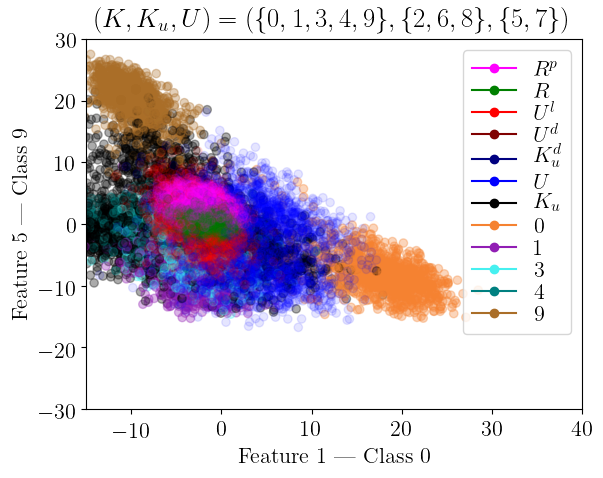 (K, K_u, U) = ({0, 1, 3, 4, 9}, {2, 6, 8}, {5, 7})
30
20
10
0
−10
−20
−30
Feature 5 — Class 9
R^p
R
U^l
U^d
K_u^d
U
K_u
0
1
3
4
9
−10
0
10
20
30
40
Feature 1 — Class 0